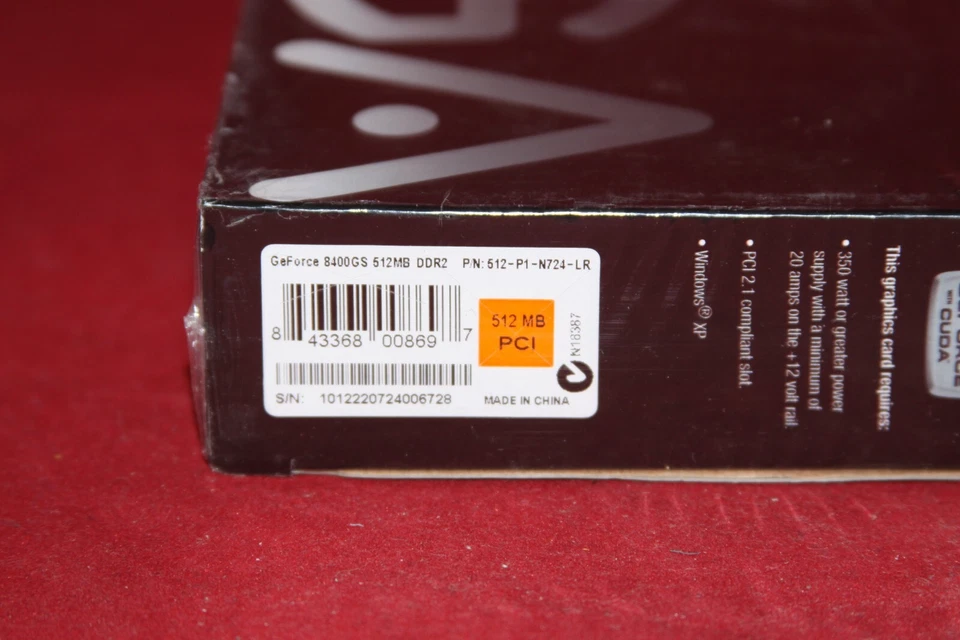 GeForce 8400GS 512MB DDR2 P/N: 512-P1-N724-LR
8 43368 00869 7
512 MB
PCI
N18387
S/N: 1012220724006728
MADE IN CHINA
This graphics card requires:
• 350 watt or greater power
supply with a minimum of
20 amps on the +12 volt rail.
• PCI 2.1 compliant slot.
• Windows® XP
WITH
CUDA